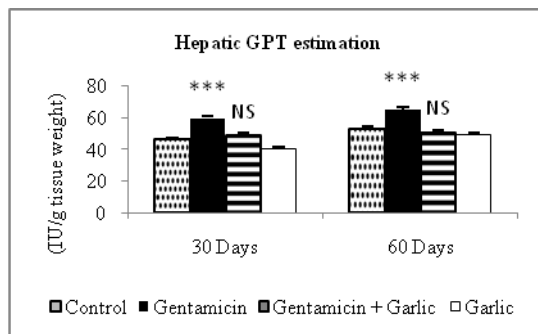 Hepatic GPT estimation
(IU/g tissue weight)
80
60
40
20
0
*** NS
*** NS
30 Days
60 Days
Control Gentamicin Gentamicin + Garlic Garlic